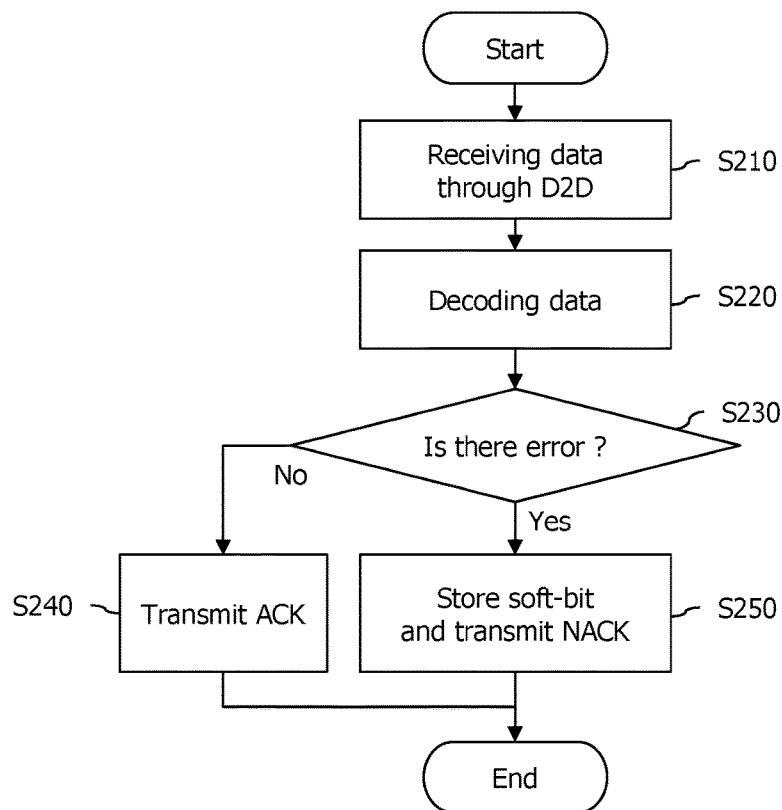 Start
Receiving data
through D2D
S210
Decoding data
S220
S230
Is there error ?
No
Yes
S240
Transmit ACK
Store soft-bit
and transmit NACK
S250
End